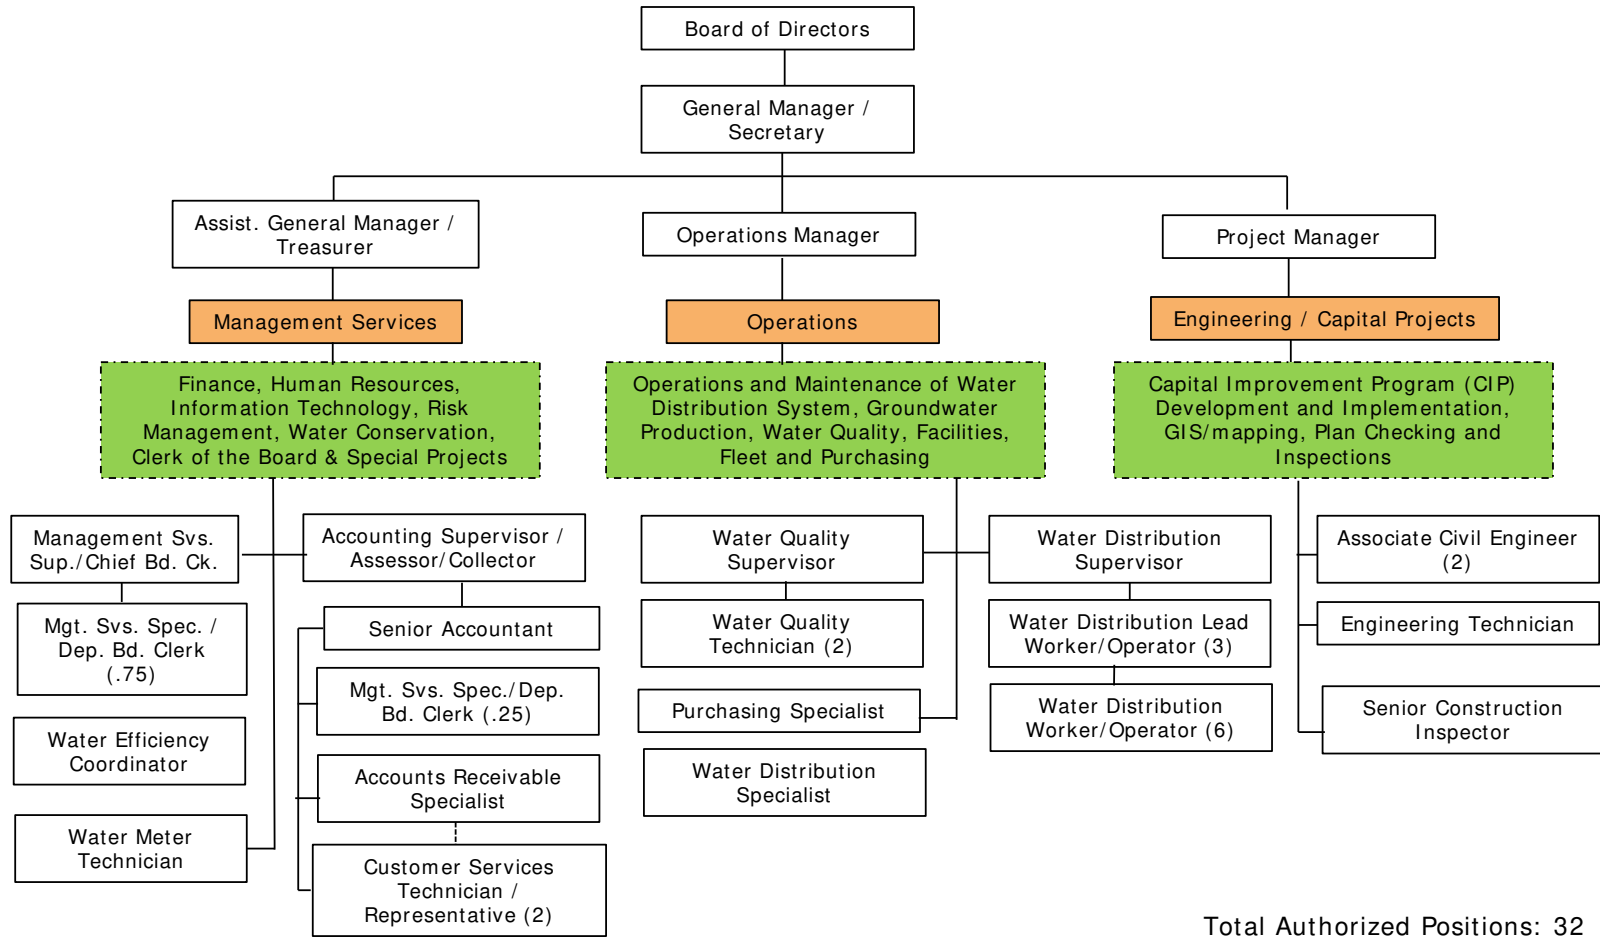 Board of Directors
General Manager /
Secretary
Assist. General Manager /
Treasurer
Operations Manager
Project Manager
Management Services
Operations
Engineering / Capital Projects
Finance, Human Resources,
Information Technology, Risk
Management, Water Conservation,
Clerk of the Board & Special Projects
Operations and Maintenance of Water
Distribution System, Groundwater
Production, Water Quality, Facilities,
Fleet and Purchasing
Capital Improvement Program (CIP)
Development and Implementation,
GIS/mapping, Plan Checking and
Inspections
Management Svs.
Sup./Chief Bd. Ck.
Mgt. Svs. Spec. /
Dep. Bd. Clerk
(.75)
Water Efficiency
Coordinator
Water Meter
Technician
Accounting Supervisor /
Assessor/Collector
Senior Accountant
Mgt. Svs. Spec./Dep.
Bd. Clerk (.25)
Accounts Receivable
Specialist
Customer Services
Technician /
Representative (2)
Water Quality
Supervisor
Water Quality
Technician (2)
Purchasing Specialist
Water Distribution
Specialist
Water Distribution
Supervisor
Water Distribution Lead
Worker/Operator (3)
Water Distribution
Worker/Operator (6)
Associate Civil Engineer
(2)
Engineering Technician
Senior Construction
Inspector
Total Authorized Positions: 32